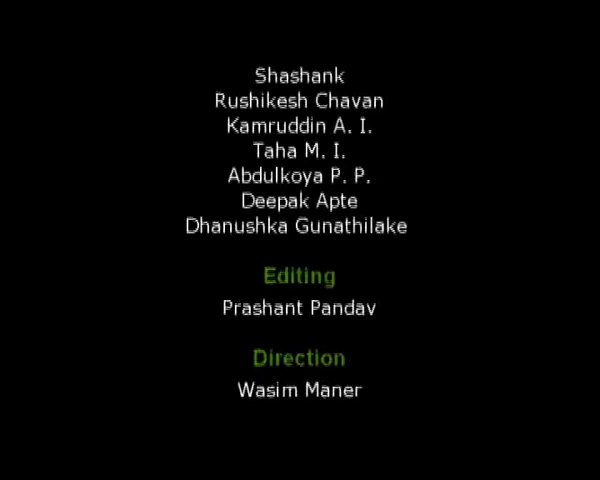 Shashank
Rushikesh Chavan
Kamruddin A. I.
Taha M. I.
Abdulkoya P. P.
Deepak Apte
Dhanushka Gunathilake
Editing
Prashant Pandav
Direction
Wasim Maner